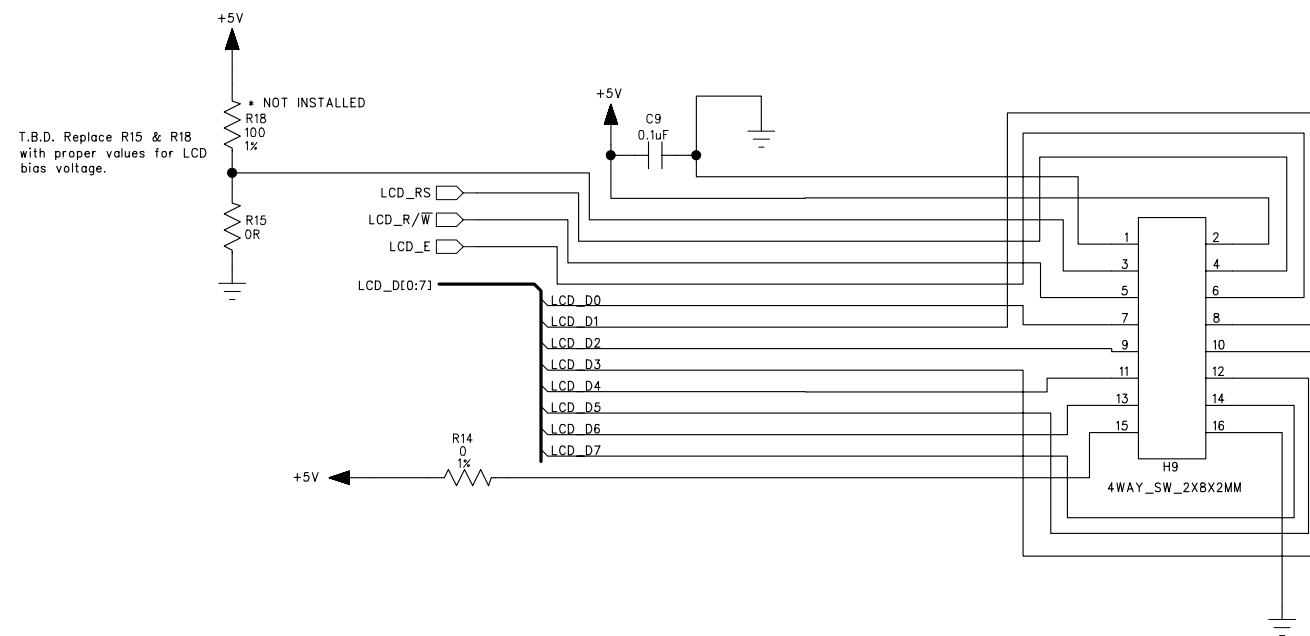 +5V
* NOT INSTALLED
R18
100
1%
T.B.D. Replace R15 & R18
with proper values for LCD
bias voltage.
R15
0R
+5V
C9
0.1uF
LCD_RS
LCD_R/W̅
LCD_E
LCD_D[0:7]
LCD_D0
LCD_D1
LCD_D2
LCD_D3
LCD_D4
LCD_D5
LCD_D6
LCD_D7
R14
0
1%
+5V
1 2
3 4
5 6
7 8
9 10
11 12
13 14
15 16
H9
4WAY_SW_2X8X2MM